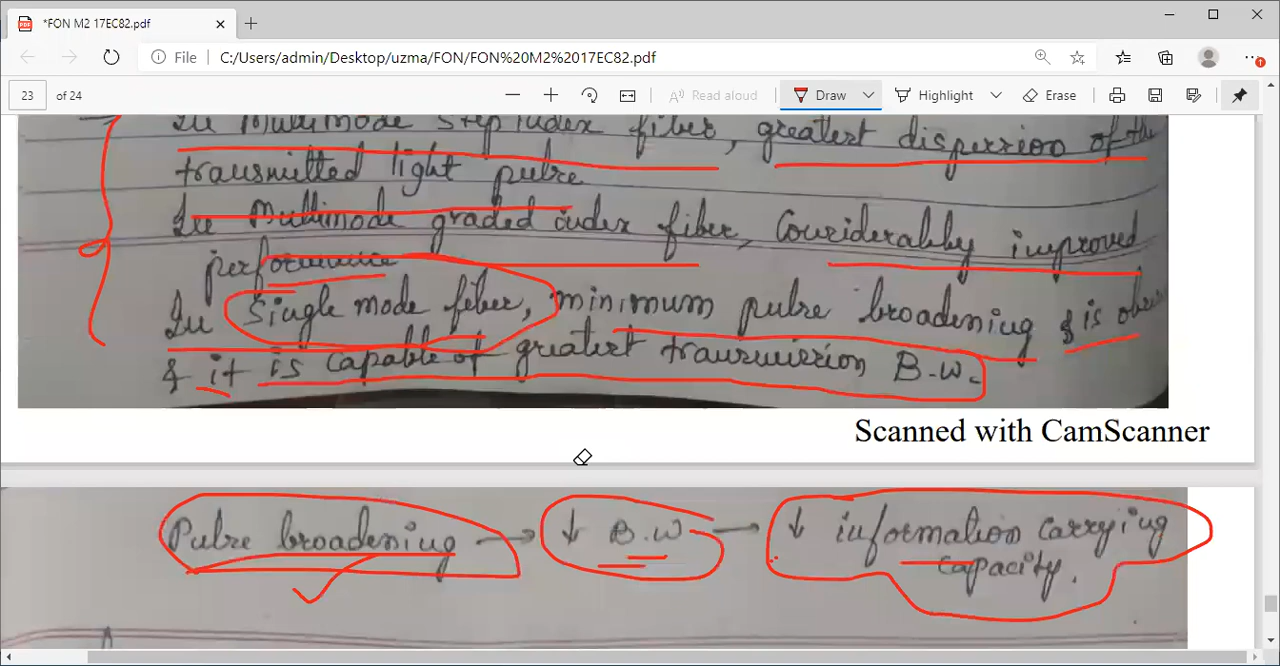 *FON M2 17EC82.pdf
File C:/Users/admin/Desktop/uzma/FON/FON%20M2%2017EC82.pdf
23 of 24 Read aloud Draw Highlight Erase
In Multimode Step index fiber, greatest dispersion of the
transmitted light pulse
In Multimode graded index fiber, Considerably improved
performance
In Single mode fiber, minimum pulse broadening & is
& it is capable of greatest transmission B.W.
Scanned with CamScanner
Pulse broadening → ↓ B.W → ↓ information carrying
capacity.